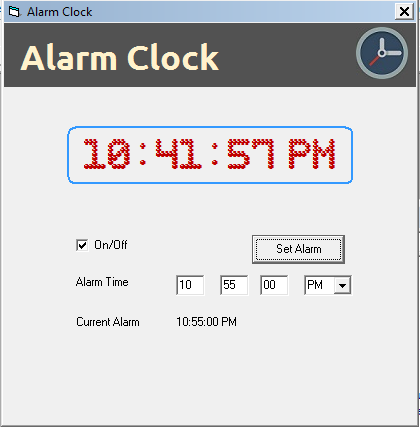 Alarm Clock
Alarm Clock
10:41:57 PM
On/Off
Set Alarm
Alarm Time 10 55 00 PM
Current Alarm 10:55:00 PM